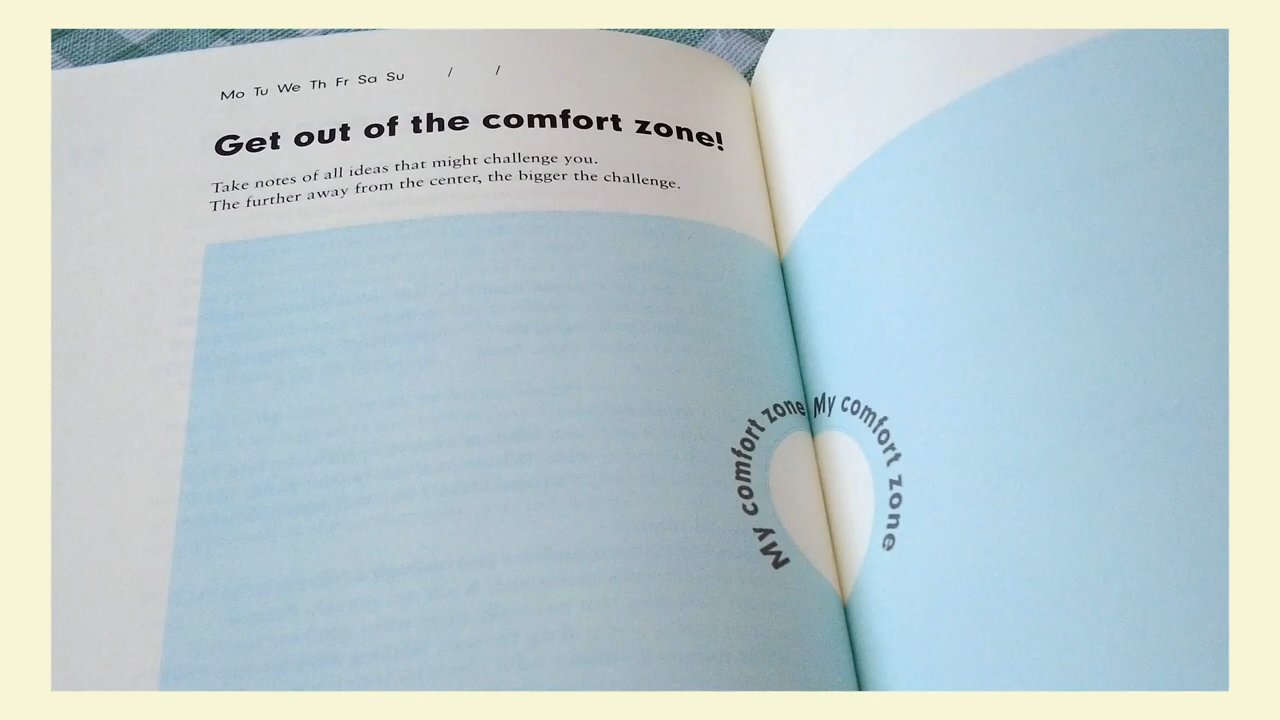 Mo Tu We Th Fr Sa Su / /
Get out of the comfort zone!
Take notes of all ideas that might challenge you.
The further away from the center, the bigger the challenge.
My comfort zone
My comfort zone